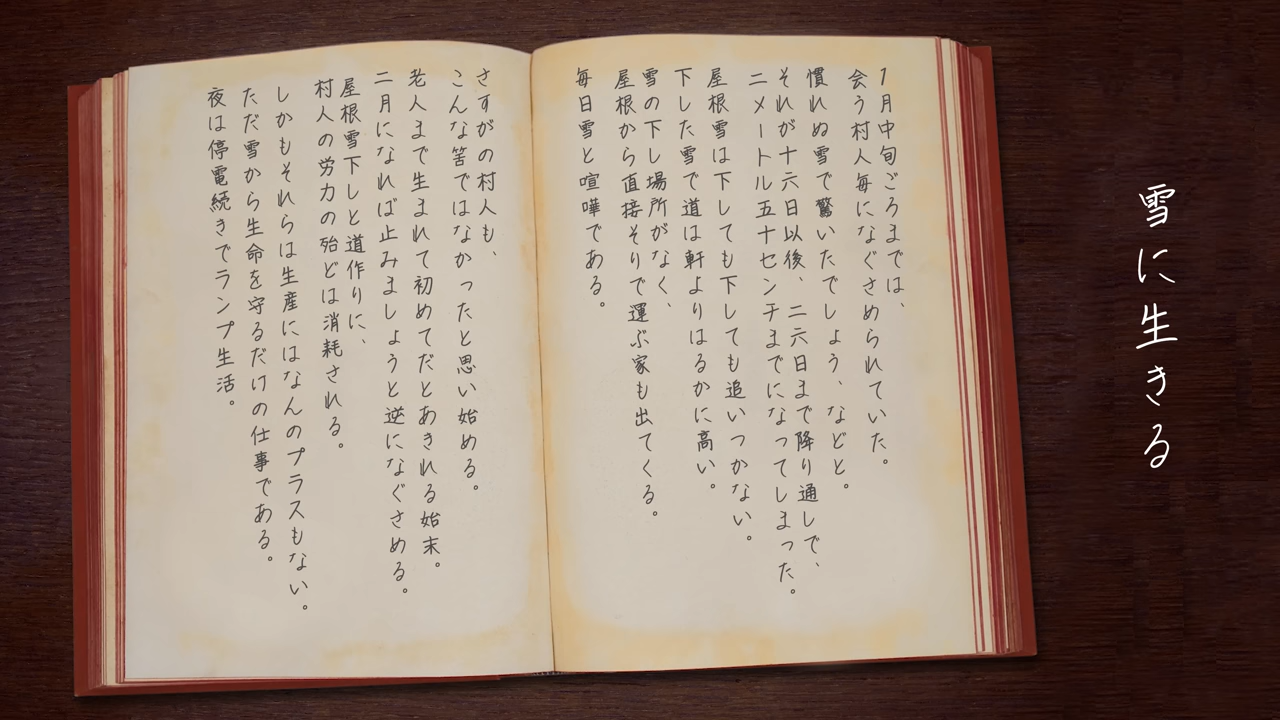 雪に生きる
1月中旬ごろまでは、
会う村人毎になぐさめられていた。
慣れぬ雪で驚いたでしょう、などと。
それが十六日以後、二六日まで降り通しで、
二メートル五十センチまでになってしまった。
屋根雪は下しても下しても追いつかない。
下した雪で道は軒よりはるかに高い。
雪の下し場所がなく、
屋根から直接そりで運ぶ家も出てくる。
毎日雪と喧嘩である。
さすがの村人も、
こんな筈ではなかったと思い始める。
老人まで生まれて初めてだとあきれる始末。
二月になれば止みましょうと逆になぐさめる。
屋根雪下しと道作りに、
村人の労力の殆どは消耗される。
しかもそれらは生産にはなんのプラスもない。
ただ雪から生命を守るだけの仕事である。
夜は停電続きでランプ生活。